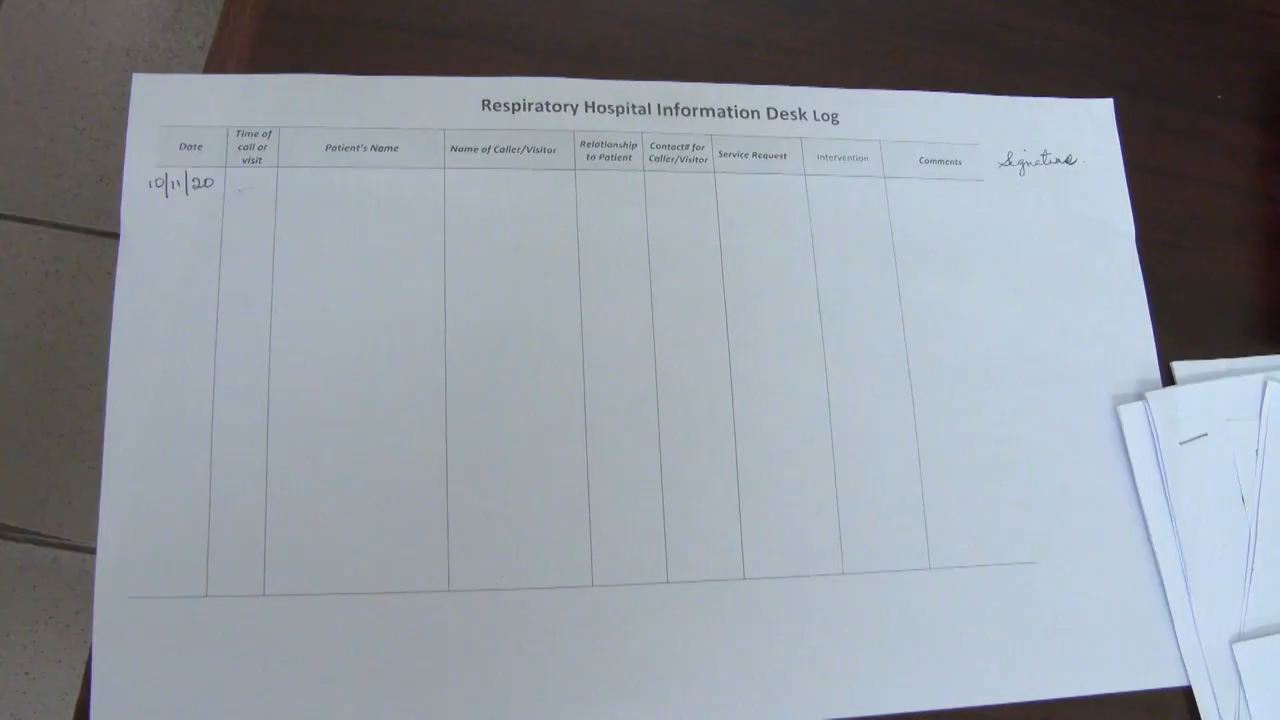 Respiratory Hospital Information Desk Log
Date
Time of
call or
visit
Patient's Name
Name of Caller/Visitor
Relationship
to Patient
Contact# for
Caller/Visitor
Service Request
Intervention
Comments
Signature.
10/11/20